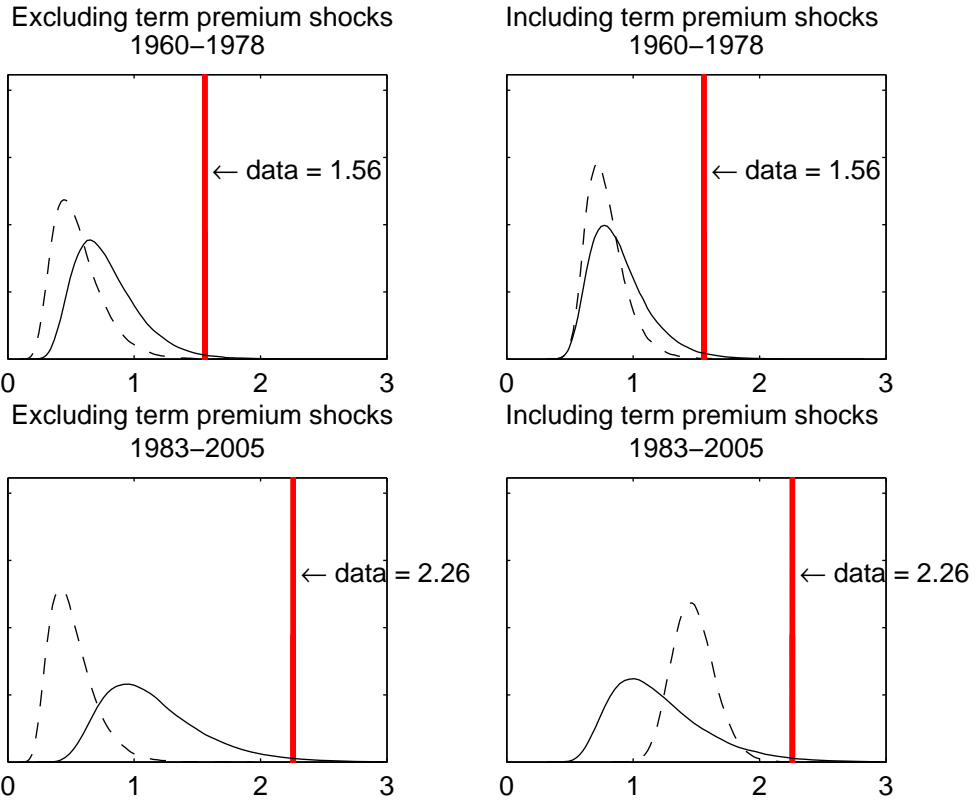 Excluding term premium shocks
1960−1978
← data = 1.56
0 1 2 3
Including term premium shocks
1960−1978
← data = 1.56
0 1 2 3
Excluding term premium shocks
1983−2005
← data = 2.26
0 1 2 3
Including term premium shocks
1983−2005
← data = 2.26
0 1 2 3